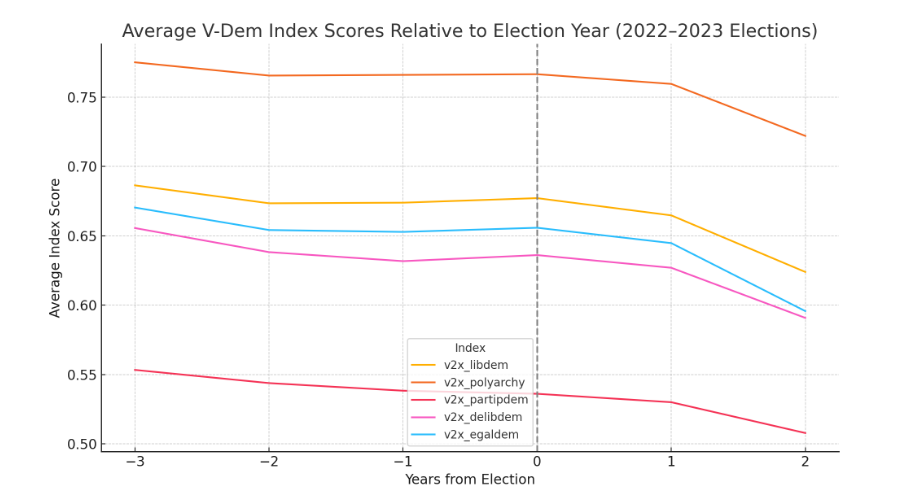 Average V-Dem Index Scores Relative to Election Year (2022–2023 Elections)
Average Index Score
0.75
0.70
0.65
0.60
0.55
0.50
Index
v2x_libdem
v2x_polyarchy
v2x_partipdem
v2x_delibdem
v2x_egaldem
−3 −2 −1 0 1 2
Years from Election